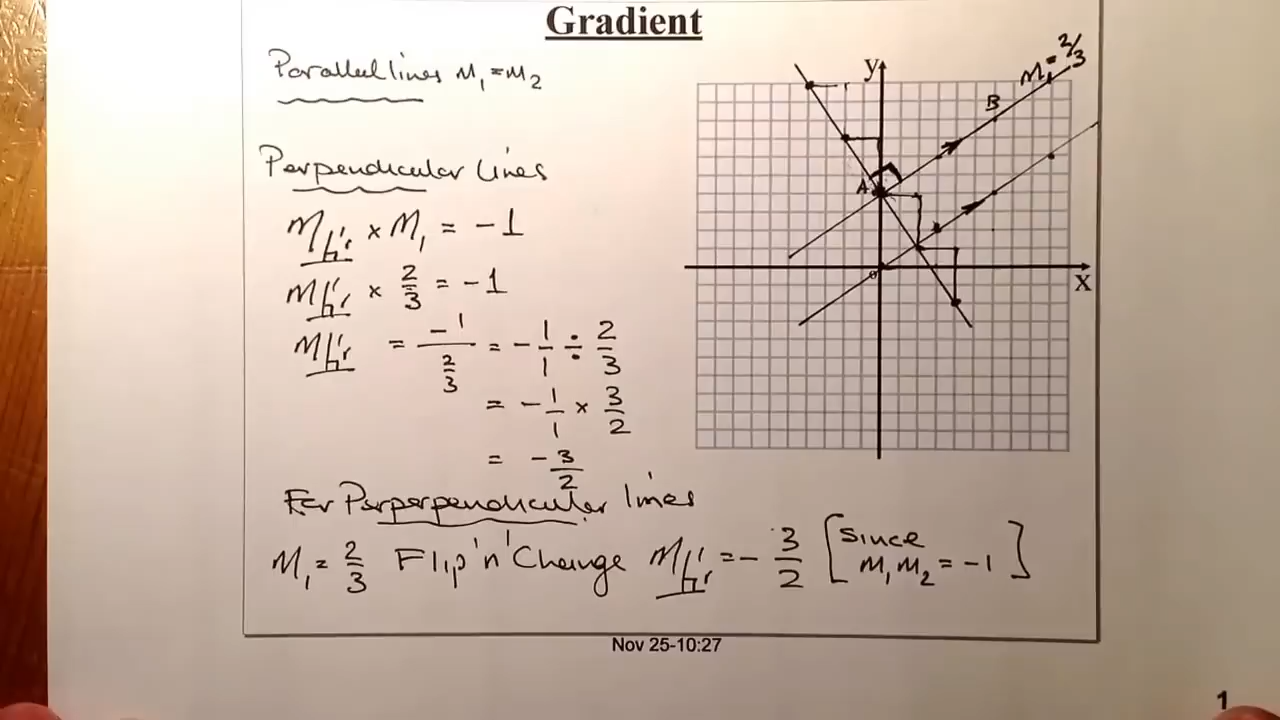 Gradient
Parallel lines M₁ = M₂
Perpendicular lines
M⊥'r × M₁ = -1
M⊥'r × 2/3 = -1
M⊥'r = -1/(2/3) = -1/1 ÷ 2/3
= -1/1 × 3/2
= -3/2
For Perperpendicular lines
M₁ = 2/3 Flip 'n' Change M⊥'r = -3/2 [since M₁M₂ = -1]
y
M₁ = 2/3
B
A
O
x
Nov 25-10:27
1